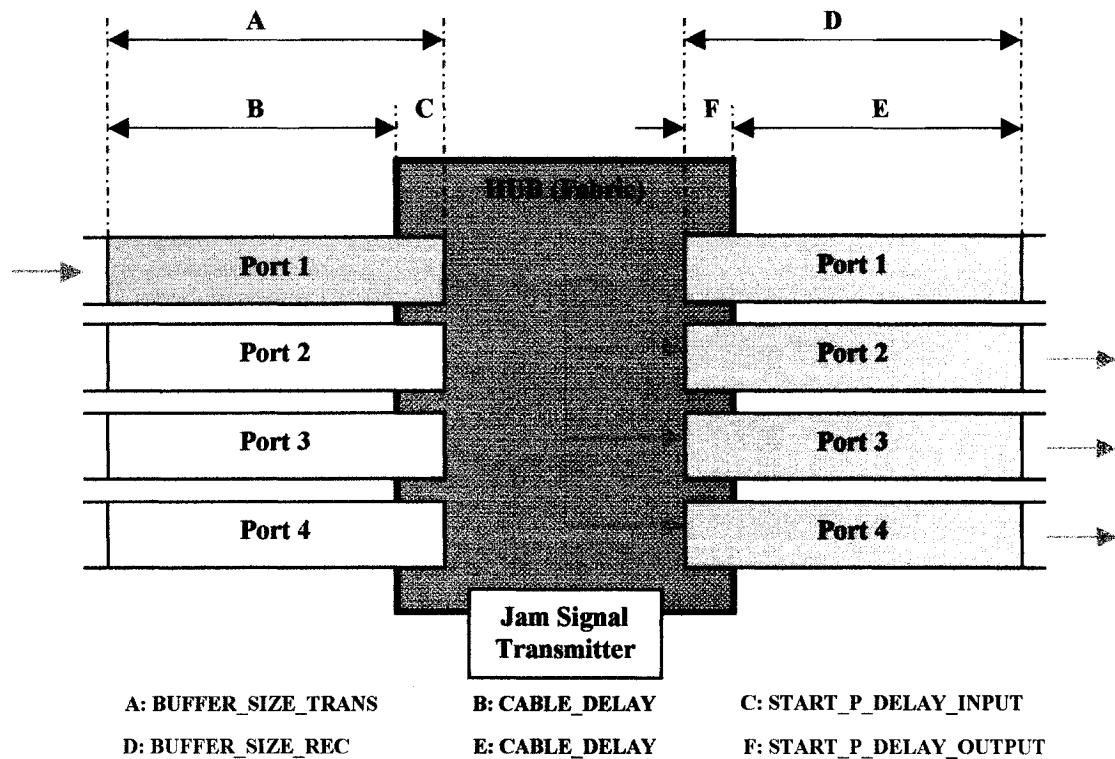 A
D
B
C
F
E
HUB (Fabric)
Port 1
Port 1
Port 2
Port 2
Port 3
Port 3
Port 4
Port 4
Jam Signal
Transmitter
A: BUFFER_SIZE_TRANS
B: CABLE_DELAY
C: START_P_DELAY_INPUT
D: BUFFER_SIZE_REC
E: CABLE_DELAY
F: START_P_DELAY_OUTPUT